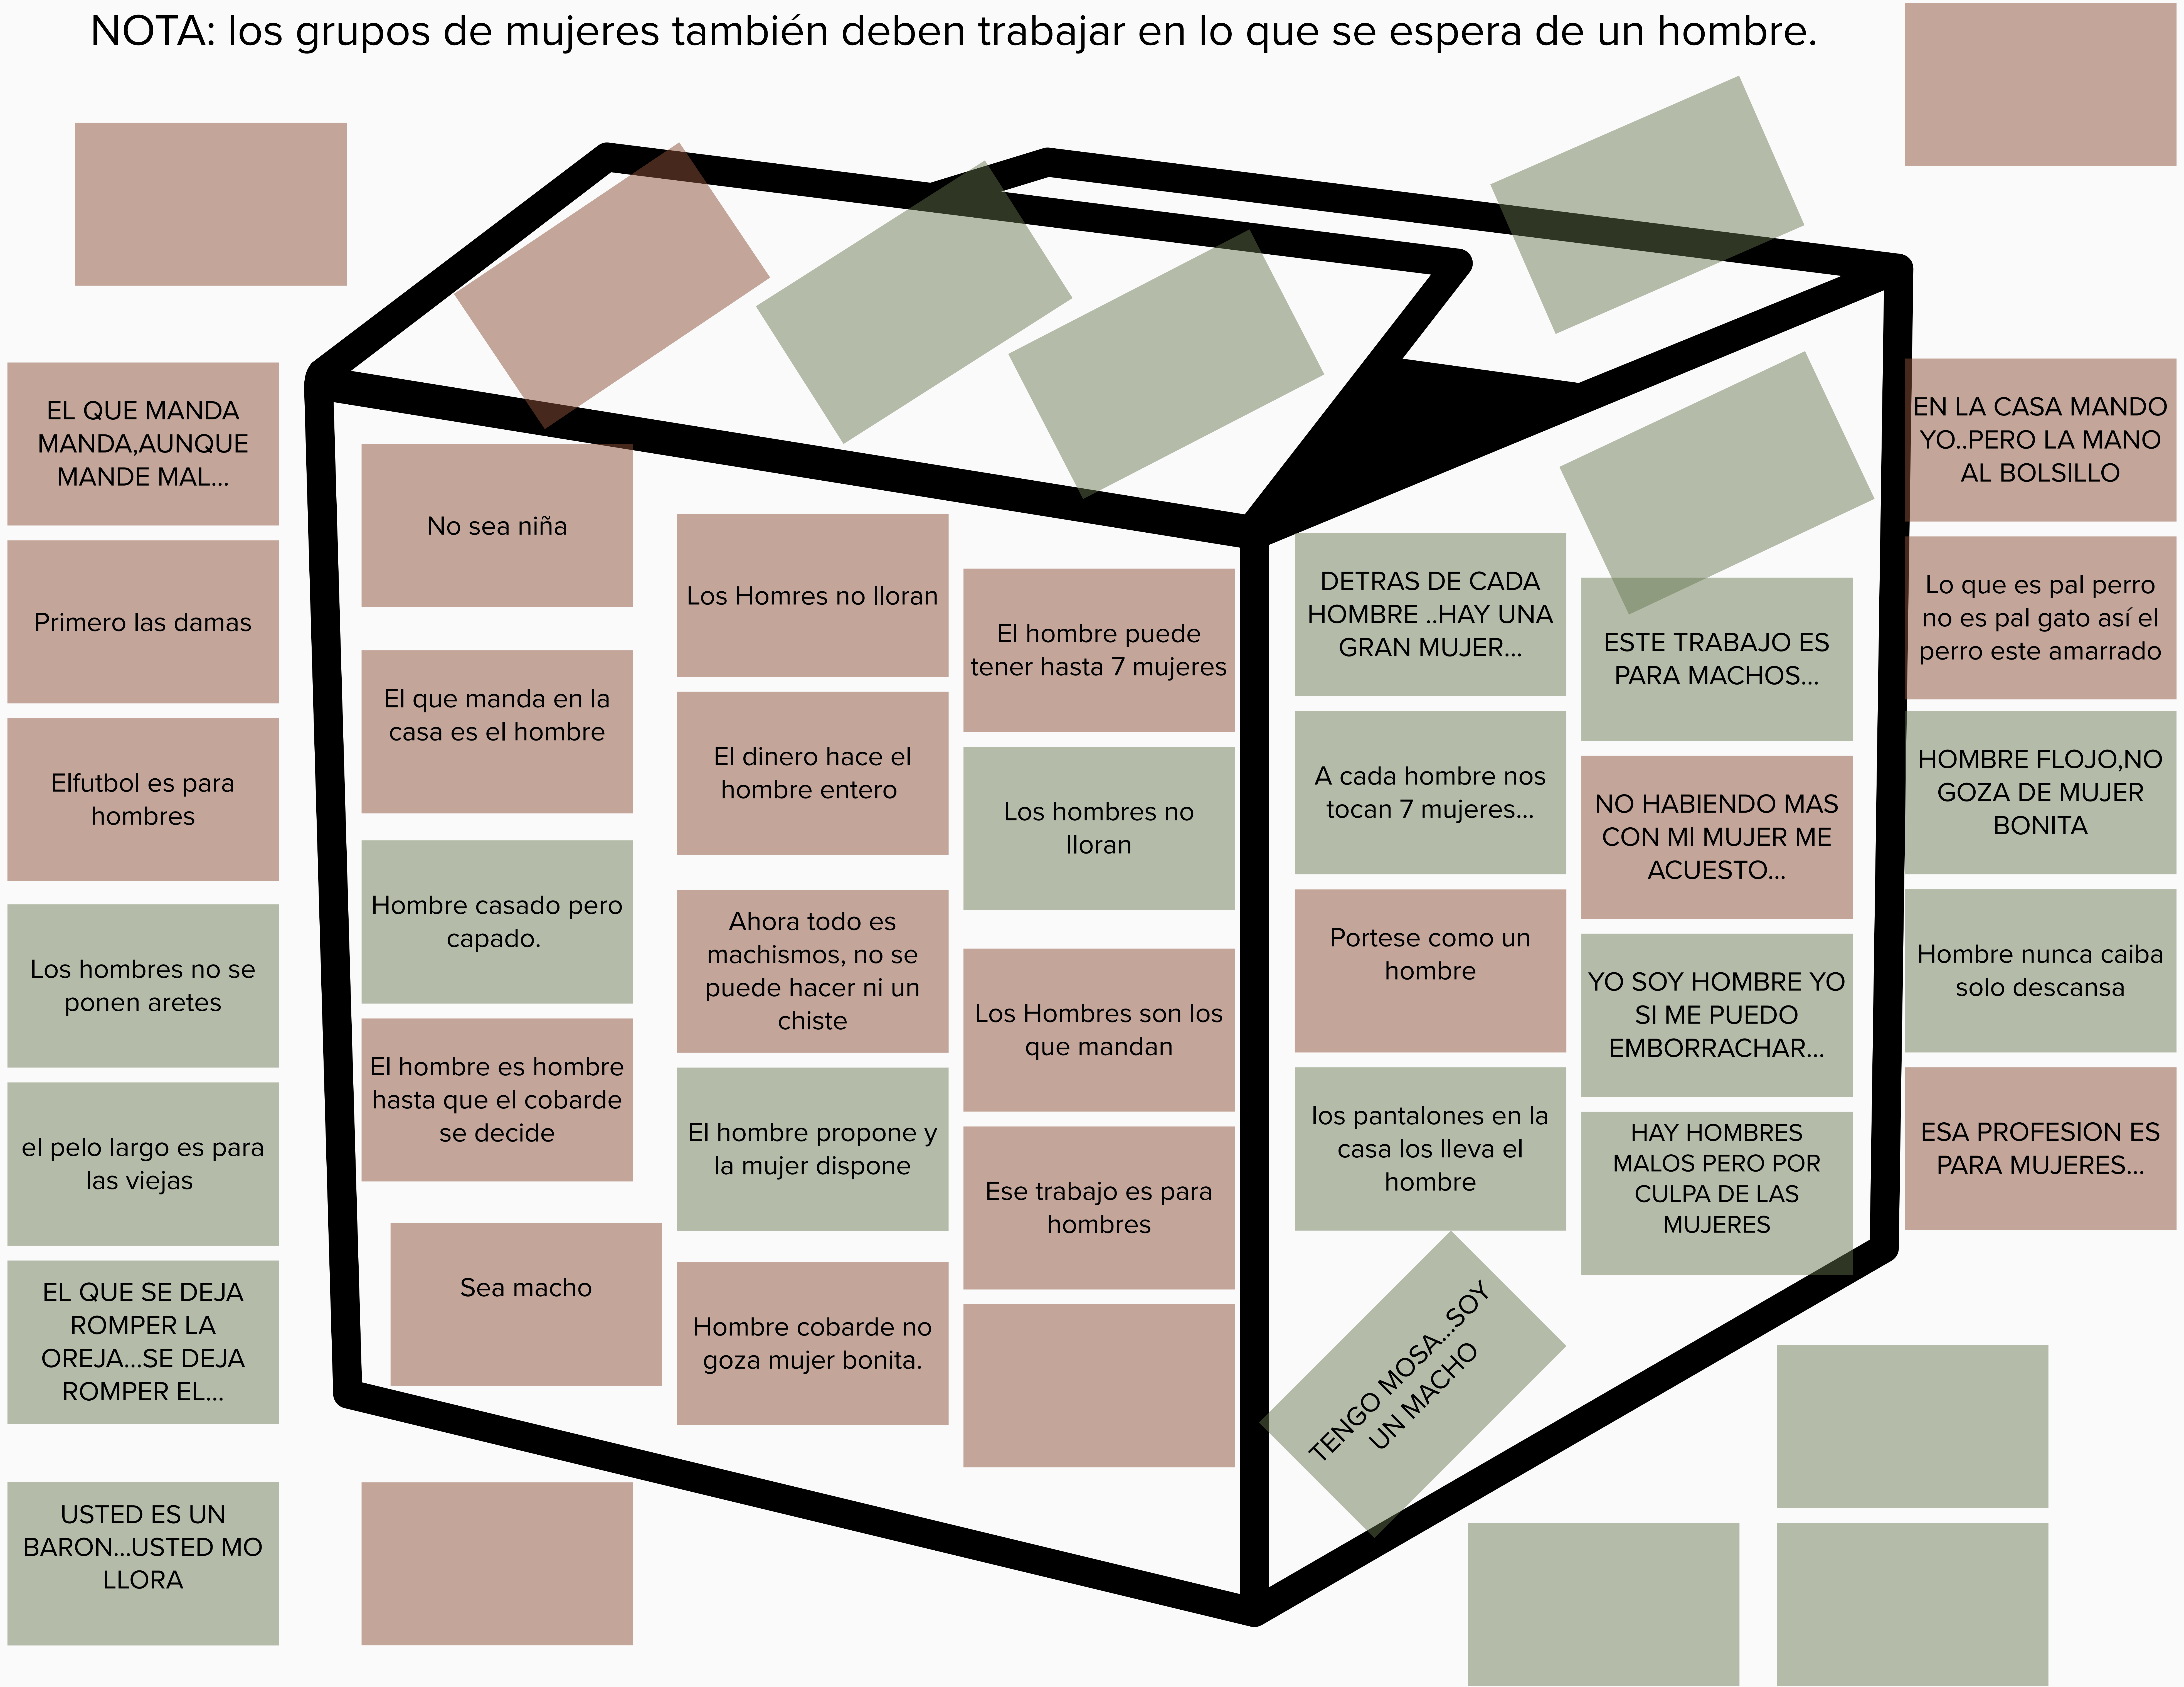 NOTA: los grupos de mujeres también deben trabajar en lo que se espera de un hombre.
EL QUE MANDA
MANDA,AUNQUE
MANDE MAL...
Primero las damas
Elfutbol es para
hombres
Los hombres no se
ponen aretes
el pelo largo es para
las viejas
EL QUE SE DEJA
ROMPER LA
OREJA...SE DEJA
ROMPER EL...
USTED ES UN
BARON...USTED MO
LLORA
No sea niña
El que manda en la
casa es el hombre
Hombre casado pero
capado.
El hombre es hombre
hasta que el cobarde
se decide
Sea macho
Los Homres no lloran
El dinero hace el
hombre entero
Ahora todo es
machismos, no se
puede hacer ni un
chiste
El hombre propone y
la mujer dispone
Hombre cobarde no
goza mujer bonita.
El hombre puede
tener hasta 7 mujeres
Los hombres no
lloran
Los Hombres son los
que mandan
Ese trabajo es para
hombres
DETRAS DE CADA
HOMBRE ..HAY UNA
GRAN MUJER...
A cada hombre nos
tocan 7 mujeres...
Portese como un
hombre
los pantalones en la
casa los lleva el
hombre
TENGO MOSA...SOY
UN MACHO
ESTE TRABAJO ES
PARA MACHOS...
NO HABIENDO MAS
CON MI MUJER ME
ACUESTO...
YO SOY HOMBRE YO
SI ME PUEDO
EMBORRACHAR...
HAY HOMBRES
MALOS PERO POR
CULPA DE LAS
MUJERES
EN LA CASA MANDO
YO..PERO LA MANO
AL BOLSILLO
Lo que es pal perro
no es pal gato así el
perro este amarrado
HOMBRE FLOJO,NO
GOZA DE MUJER
BONITA
Hombre nunca caiba
solo descansa
ESA PROFESION ES
PARA MUJERES...